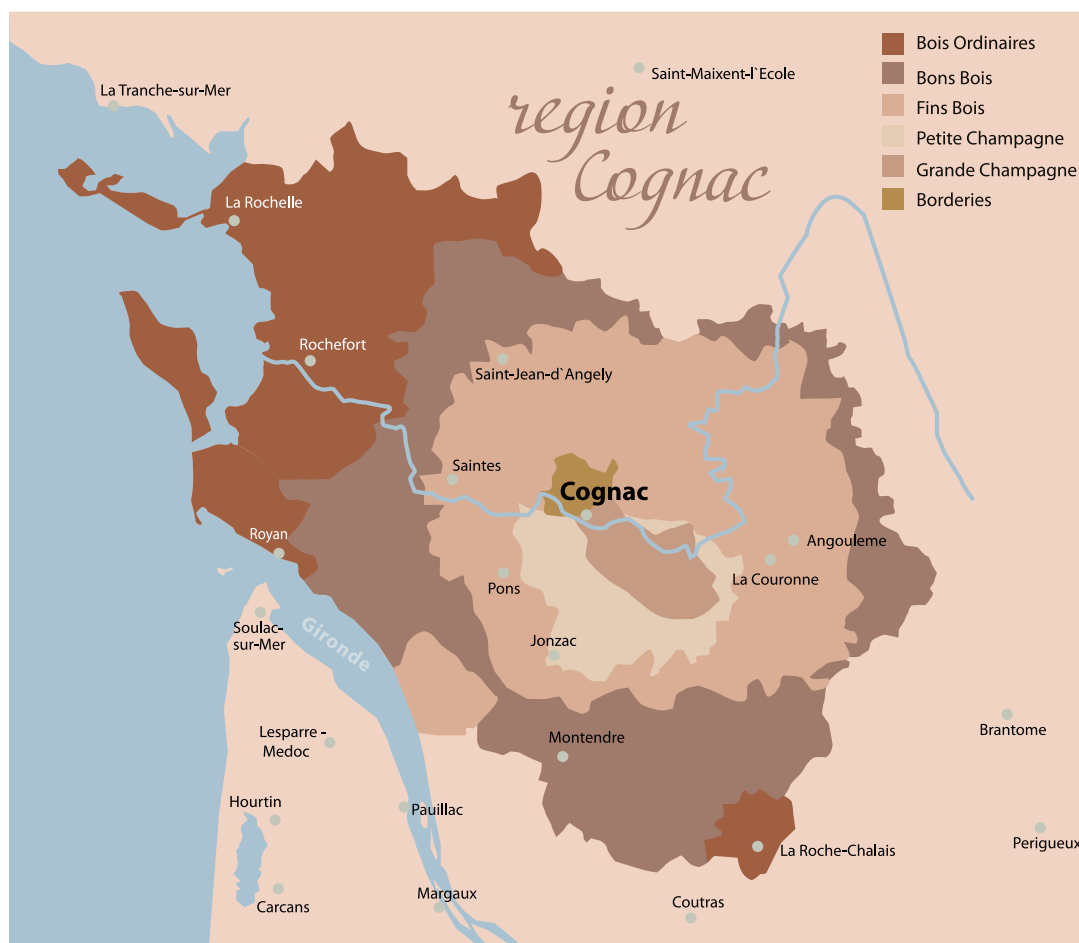 Bois Ordinaires
Bons Bois
Fins Bois
Petite Champagne
Grande Champagne
Borderies
region
Cognac
Saint-Maixent-l`Ecole
La Tranche-sur-Mer
La Rochelle
Rochefort
Saint-Jean-d`Angely
Saintes
Cognac
Royan
Angouleme
La Couronne
Pons
Soulac-
sur-Mer
Gironde
Jonzac
Lesparre -
Medoc
Montendre
Brantome
Hourtin
Pauillac
Perigueux
La Roche-Chalais
Carcans
Margaux
Coutras